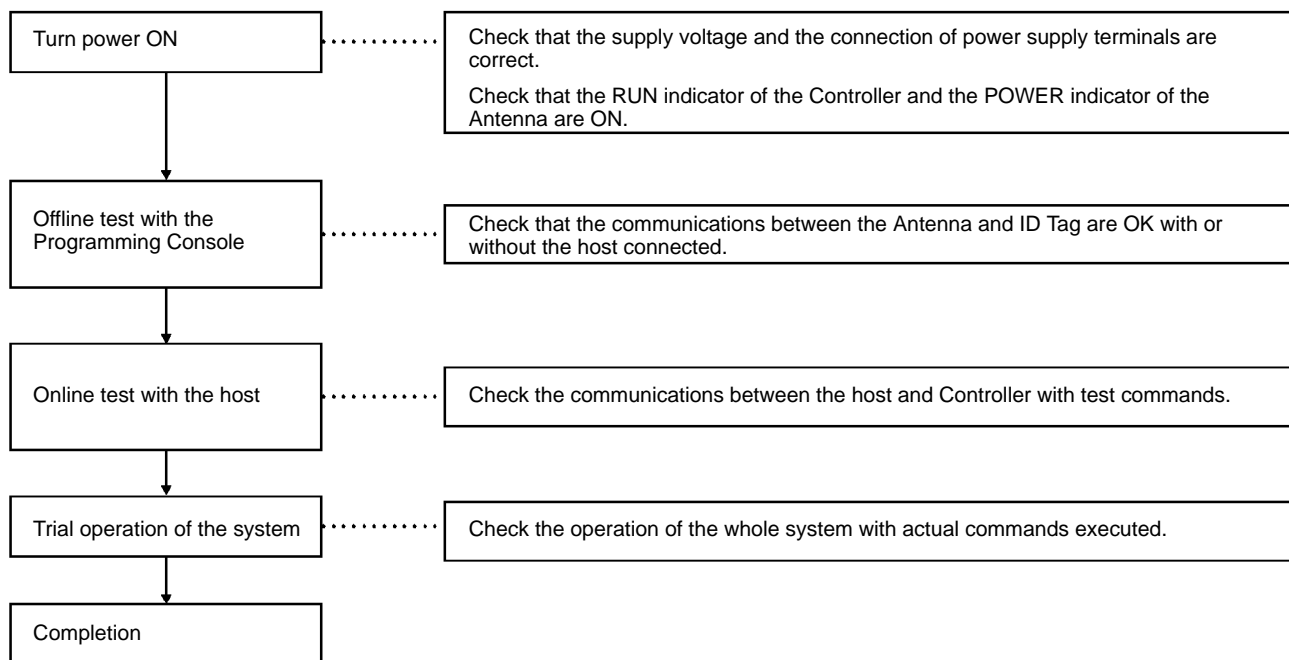 Turn power ON
Check that the supply voltage and the connection of power supply terminals are
correct.
Check that the RUN indicator of the Controller and the POWER indicator of the
Antenna are ON.
Offline test with the
Programming Console
Check that the communications between the Antenna and ID Tag are OK with or
without the host connected.
Online test with the host
Check the communications between the host and Controller with test commands.
Trial operation of the system
Check the operation of the whole system with actual commands executed.
Completion